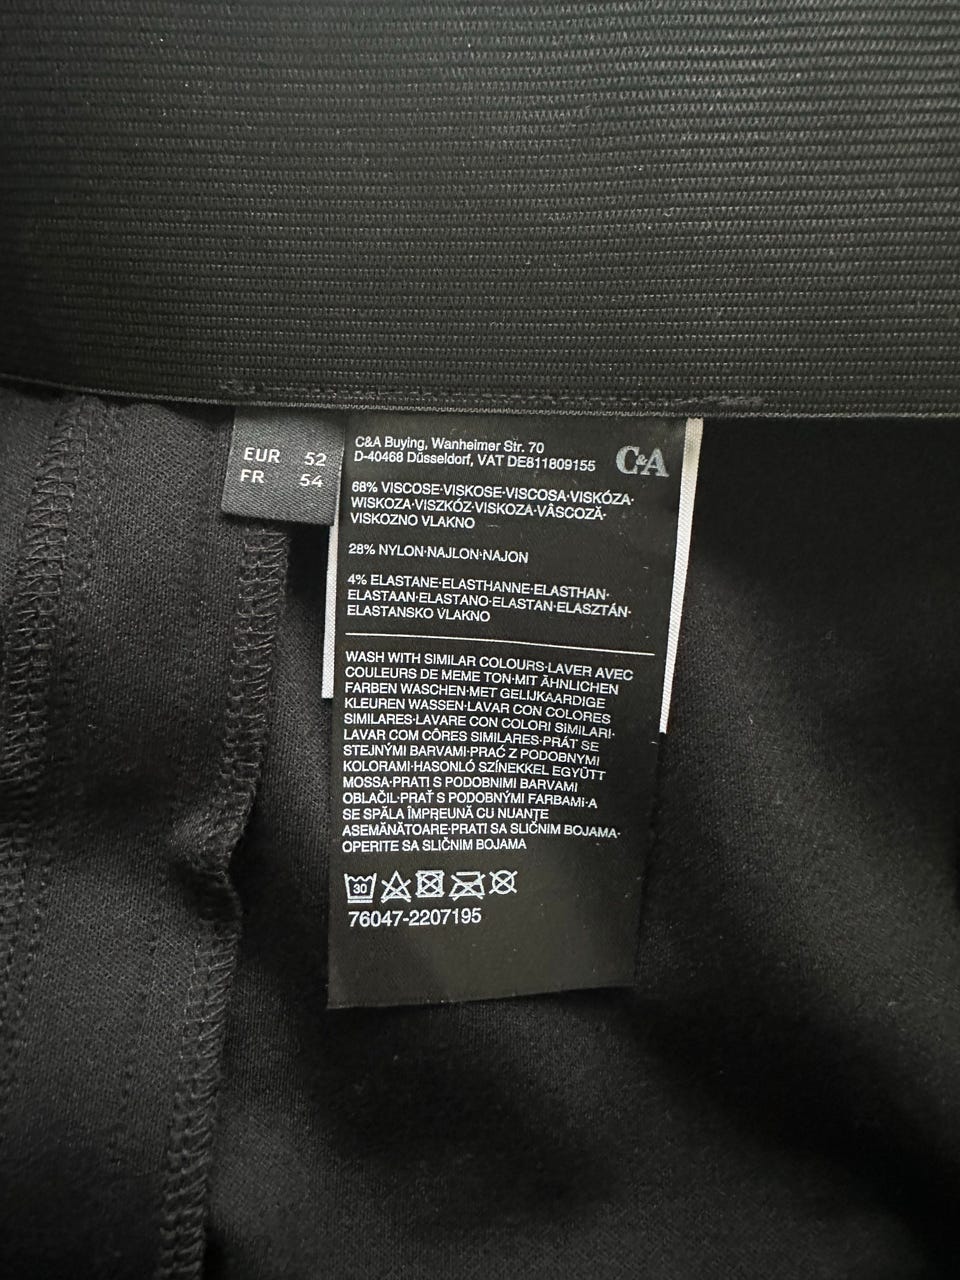 EUR 52
FR 54
C&A Buying, Wanheimer Str. 70
D-40468 Düsseldorf, VAT DE811809155
C&A
68% VISCOSE·VISKOSE·VISCOSA·VISKÓZA·
WISKOZA·VISZKÓZ·VISKOZA·VÂSCOZĂ·
VISKOZNO VLAKNO
28% NYLON·NAJLON·NAJON
4% ELASTANE·ELASTHANNE·ELASTHAN·
ELASTAAN·ELASTANO·ELASTAN·ELASZTÁN·
ELASTANSKO VLAKNO
WASH WITH SIMILAR COLOURS·LAVER AVEC
COULEURS DE MEME TON·MIT ÄHNLICHEN
FARBEN WASCHEN·MET GELIJKAARDIGE
KLEUREN WASSEN·LAVAR CON COLORES
SIMILARES·LAVARE CON COLORI SIMILARI·
LAVAR COM CÔRES SIMILARES·PRÁT SE
STEJNÝMI BARVAMI·PRAĆ Z PODOBNYMI
KOLORAMI·HASONLÓ SZÍNEKKEL EGYÜTT
MOSSA·PRATI S PODOBNIMI BARVAMI
OBLAČIL·PRAŤ S PODOBNÝMI FARBAMI·A
SE SPĂLA ÎMPREUNĂ CU NUANŢE
ASEMĂNĂTOARE·PRATI SA SLIČNIM BOJAMA·
OPERITE SA SLIČNIM BOJAMA
30
76047-2207195